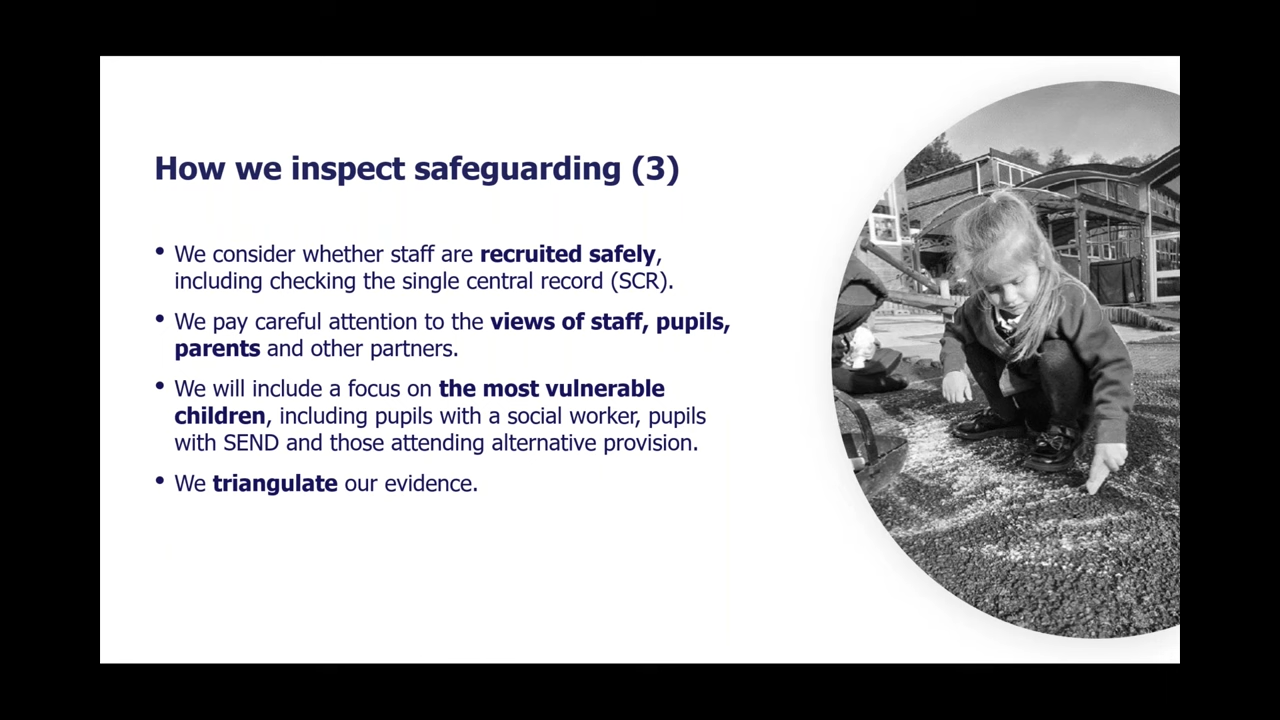 How we inspect safeguarding (3)
• We consider whether staff are recruited safely,
including checking the single central record (SCR).
• We pay careful attention to the views of staff, pupils,
parents and other partners.
• We will include a focus on the most vulnerable
children, including pupils with a social worker, pupils
with SEND and those attending alternative provision.
• We triangulate our evidence.